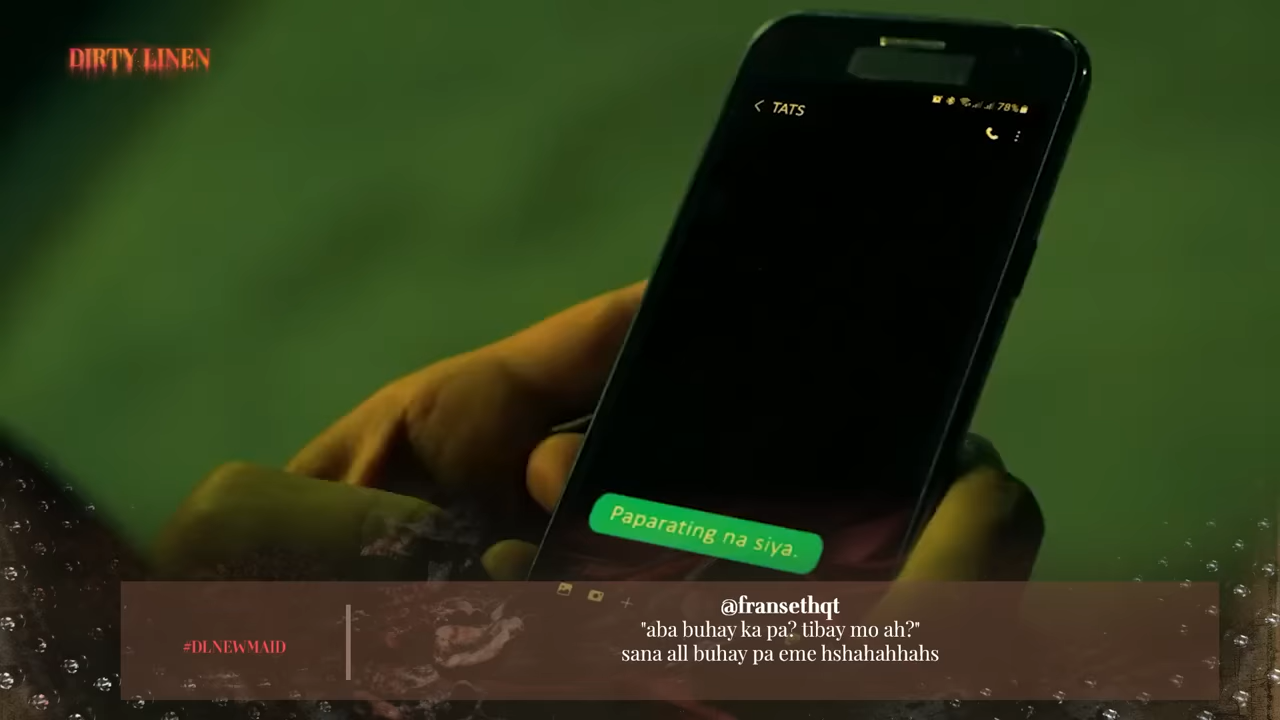 DIRTY LINEN
TATS
78%
Paparating na siya.
#DLNEWMAID
@fransethqt
"aba buhay ka pa? tibay mo ah?"
sana all buhay pa eme hshahahhahs